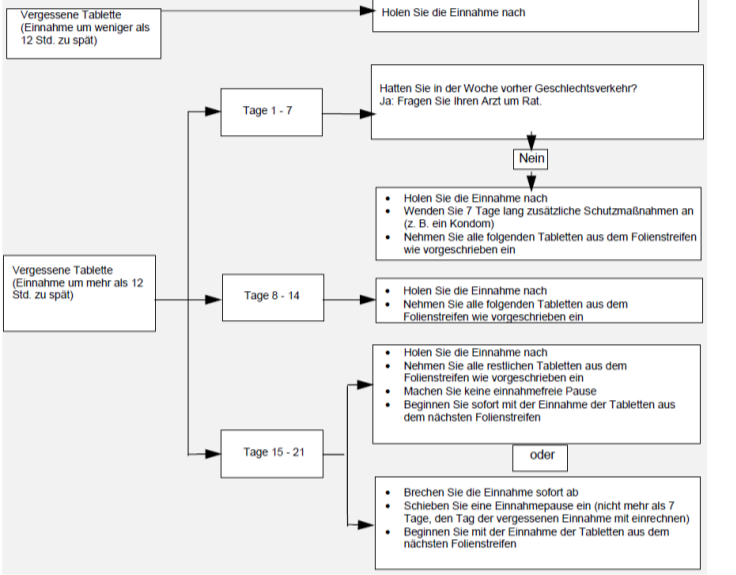 Vergessene Tablette
(Einnahme um weniger als
12 Std. zu spät)
Holen Sie die Einnahme nach
Tage 1 - 7
Hatten Sie in der Woche vorher Geschlechtsverkehr?
Ja: Fragen Sie Ihren Arzt um Rat.
Nein
• Holen Sie die Einnahme nach
• Wenden Sie 7 Tage lang zusätzliche Schutzmaßnahmen an
(z. B. ein Kondom)
• Nehmen Sie alle folgenden Tabletten aus dem Folienstreifen
wie vorgeschrieben ein
Vergessene Tablette
(Einnahme um mehr als 12
Std. zu spät)
Tage 8 - 14
• Holen Sie die Einnahme nach
• Nehmen Sie alle folgenden Tabletten aus dem
Folienstreifen wie vorgeschrieben ein
Tage 15 - 21
• Holen Sie die Einnahme nach
• Nehmen Sie alle restlichen Tabletten aus dem
Folienstreifen wie vorgeschrieben ein
• Machen Sie keine einnahmefreie Pause
• Beginnen Sie sofort mit der Einnahme der Tabletten aus
dem nächsten Folienstreifen
oder
• Brechen Sie die Einnahme sofort ab
• Schieben Sie eine Einnahmepause ein (nicht mehr als 7
Tage, den Tag der vergessenen Einnahme mit einrechnen)
• Beginnen Sie mit der Einnahme der Tabletten aus dem
nächsten Folienstreifen